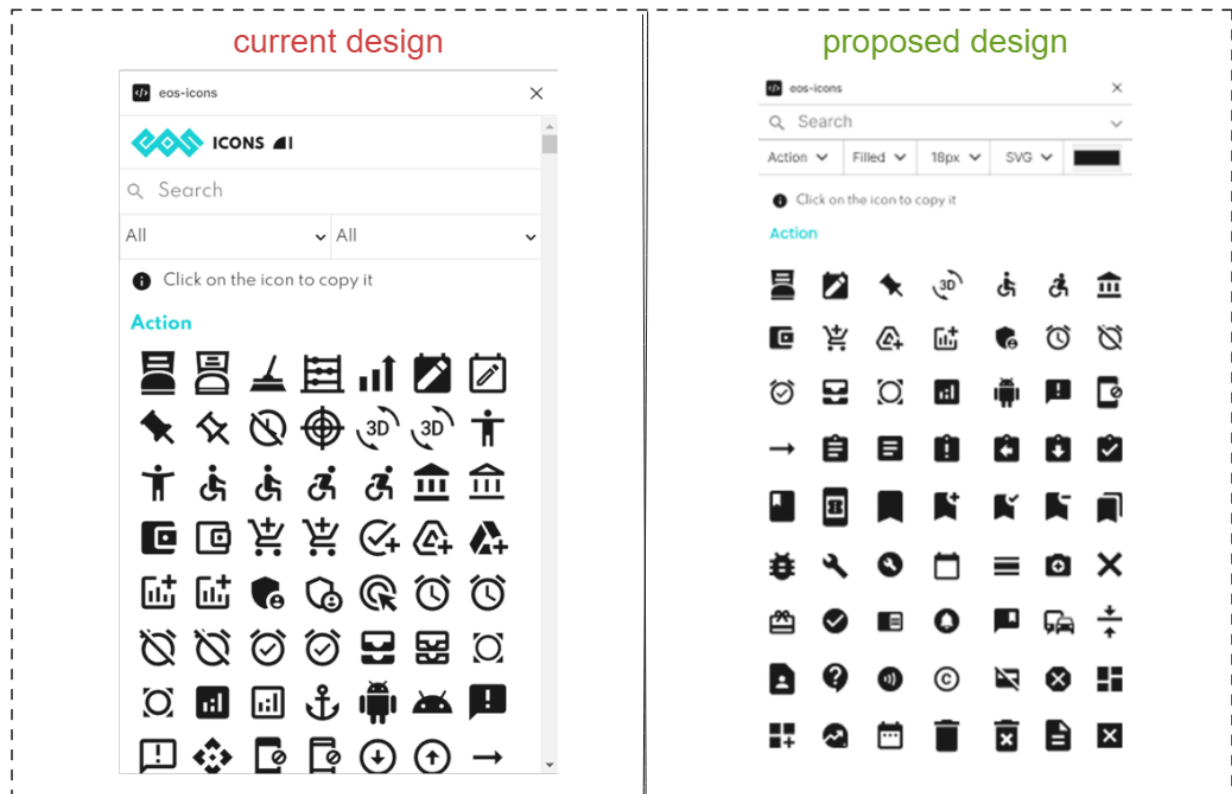 current design
eos-icons
eos ICONS
Search
All All
Click on the icon to copy it
Action
3D 3D
proposed design
eos-icons
Search
Action Filled 18px SVG
Click on the icon to copy it
Action
3D